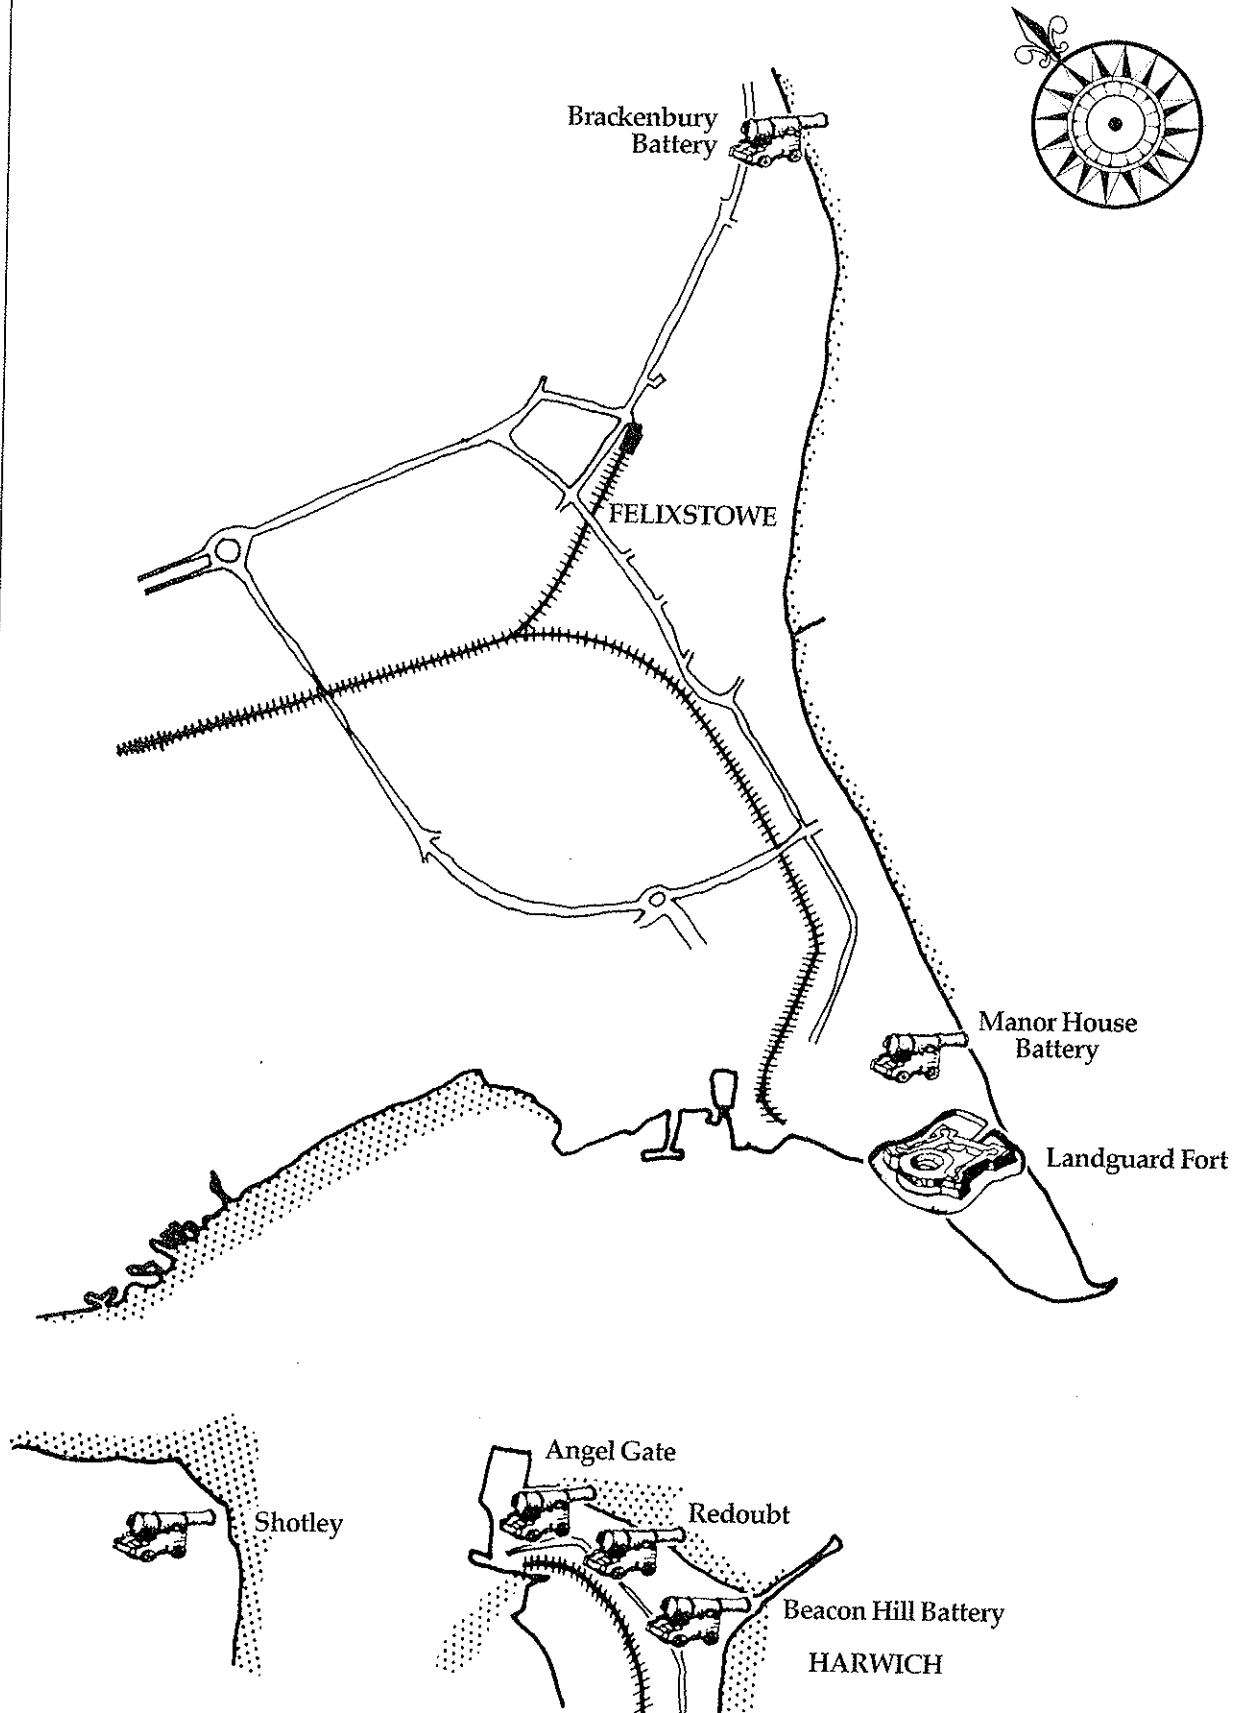 Brackenbury
Battery
FELIXSTOWE
Manor House
Battery
Landguard Fort
Angel Gate
Redoubt
Shotley
Beacon Hill Battery
HARWICH